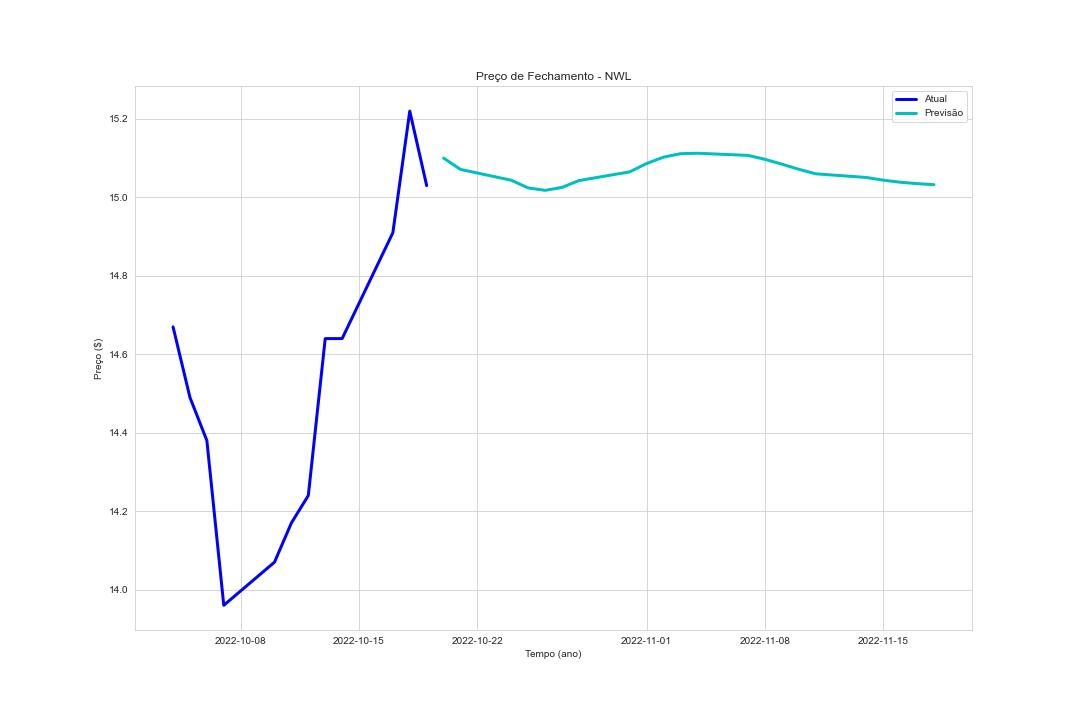 Preço de Fechamento - NWL
Atual
Previsão
15.2
15.0
14.8
14.6
14.4
14.2
14.0
Preço ($)
2022-10-08
2022-10-15
2022-10-22
2022-11-01
2022-11-08
2022-11-15
Tempo (ano)